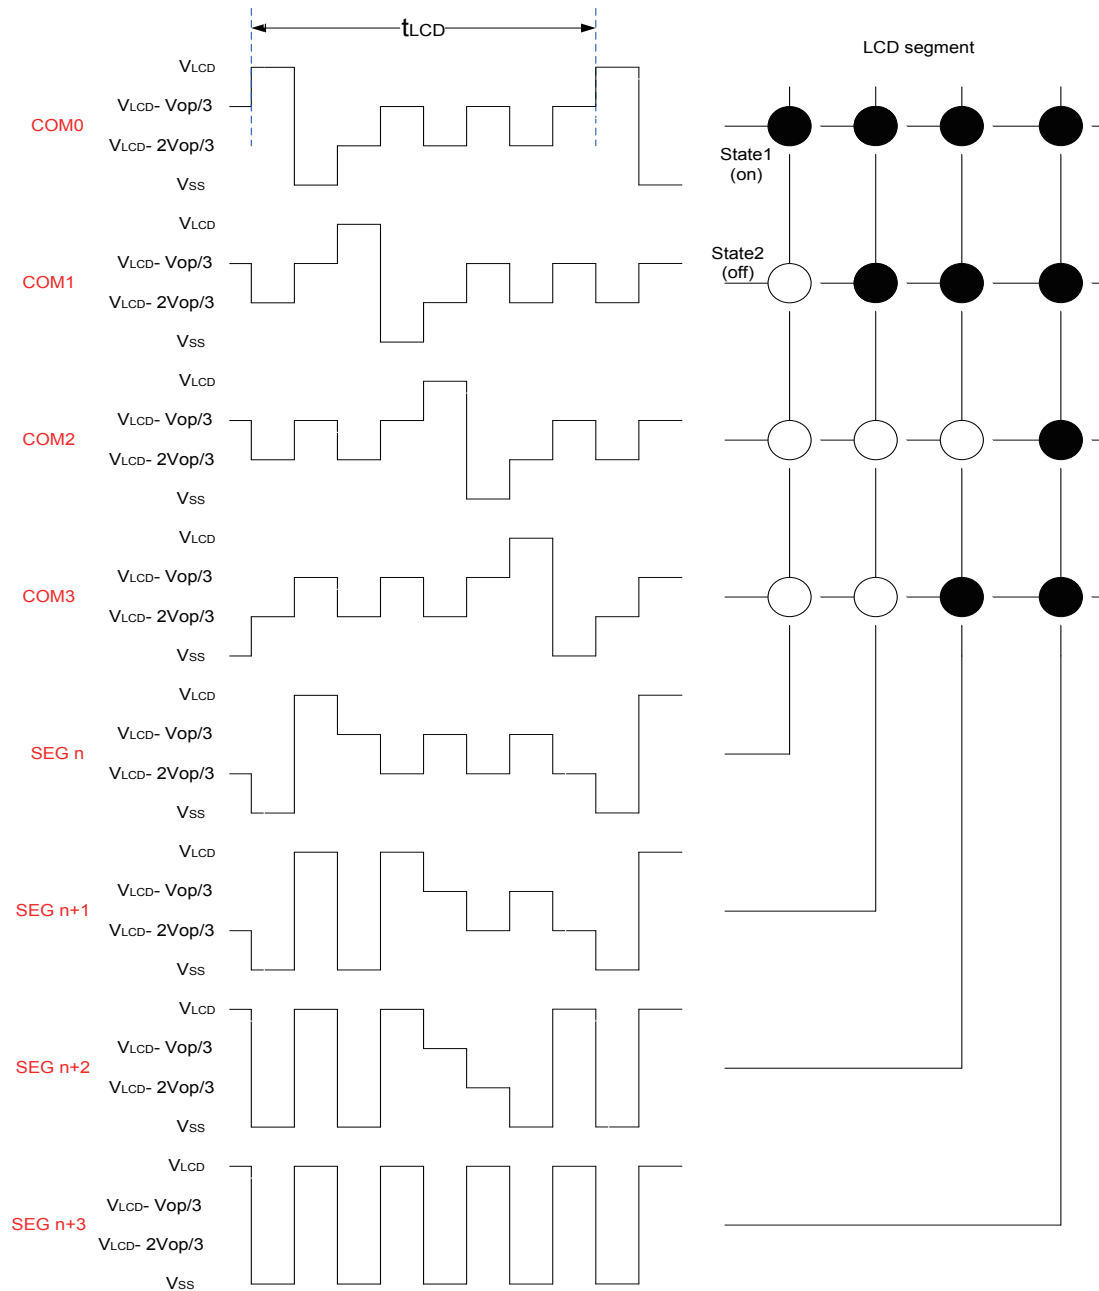 tLCD
LCD segment
VLCD
VLCD- Vop/3
COM0
VLCD- 2Vop/3
VSS
State1
(on)
VLCD
VLCD- Vop/3
COM1
VLCD- 2Vop/3
VSS
State2
(off)
VLCD
VLCD- Vop/3
COM2
VLCD- 2Vop/3
VSS
VLCD
VLCD- Vop/3
COM3
VLCD- 2Vop/3
VSS
VLCD
VLCD- Vop/3
SEG n
VLCD- 2Vop/3
VSS
VLCD
VLCD- Vop/3
SEG n+1
VLCD- 2Vop/3
VSS
VLCD
VLCD- Vop/3
SEG n+2
VLCD- 2Vop/3
VSS
VLCD
VLCD- Vop/3
SEG n+3
VLCD- 2Vop/3
VSS